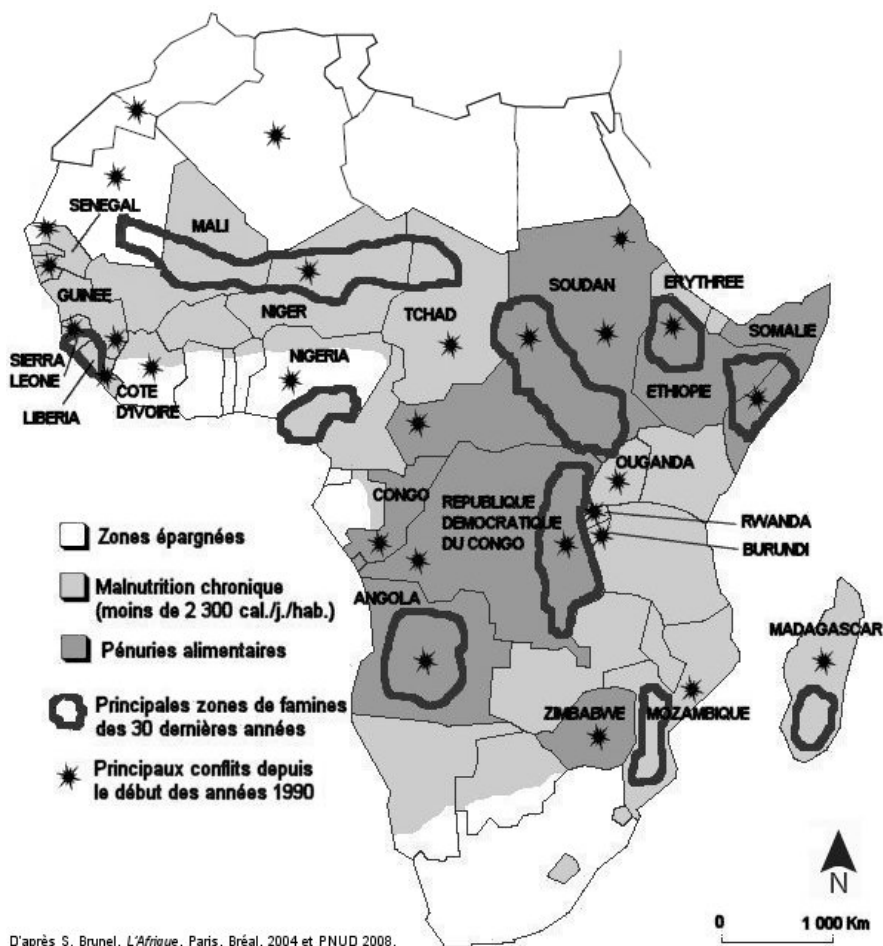 SENEGAL
MALI
GUINEE
NIGER
TCHAD
SOUDAN
ERYTHREE
SOMALIE
SIERRA
LEONE
LIBERIA
COTE
D'IVOIRE
NIGERIA
ETHIOPIE
OUGANDA
CONGO
REPUBLIQUE
DEMOCRATIQUE
DU CONGO
RWANDA
BURUNDI
ANGOLA
MADAGASCAR
ZIMBABWE
MOZAMBIQUE
Zones épargnées
Malnutrition chronique
(moins de 2 300 cal./j./hab.)
Pénuries alimentaires
Principales zones de famines
des 30 dernières années
Principaux conflits depuis
le début des années 1990
N
0 1 000 Km
D'après S. Brunel, L'Afrique, Paris, Bréal, 2004 et PNUD 2008.